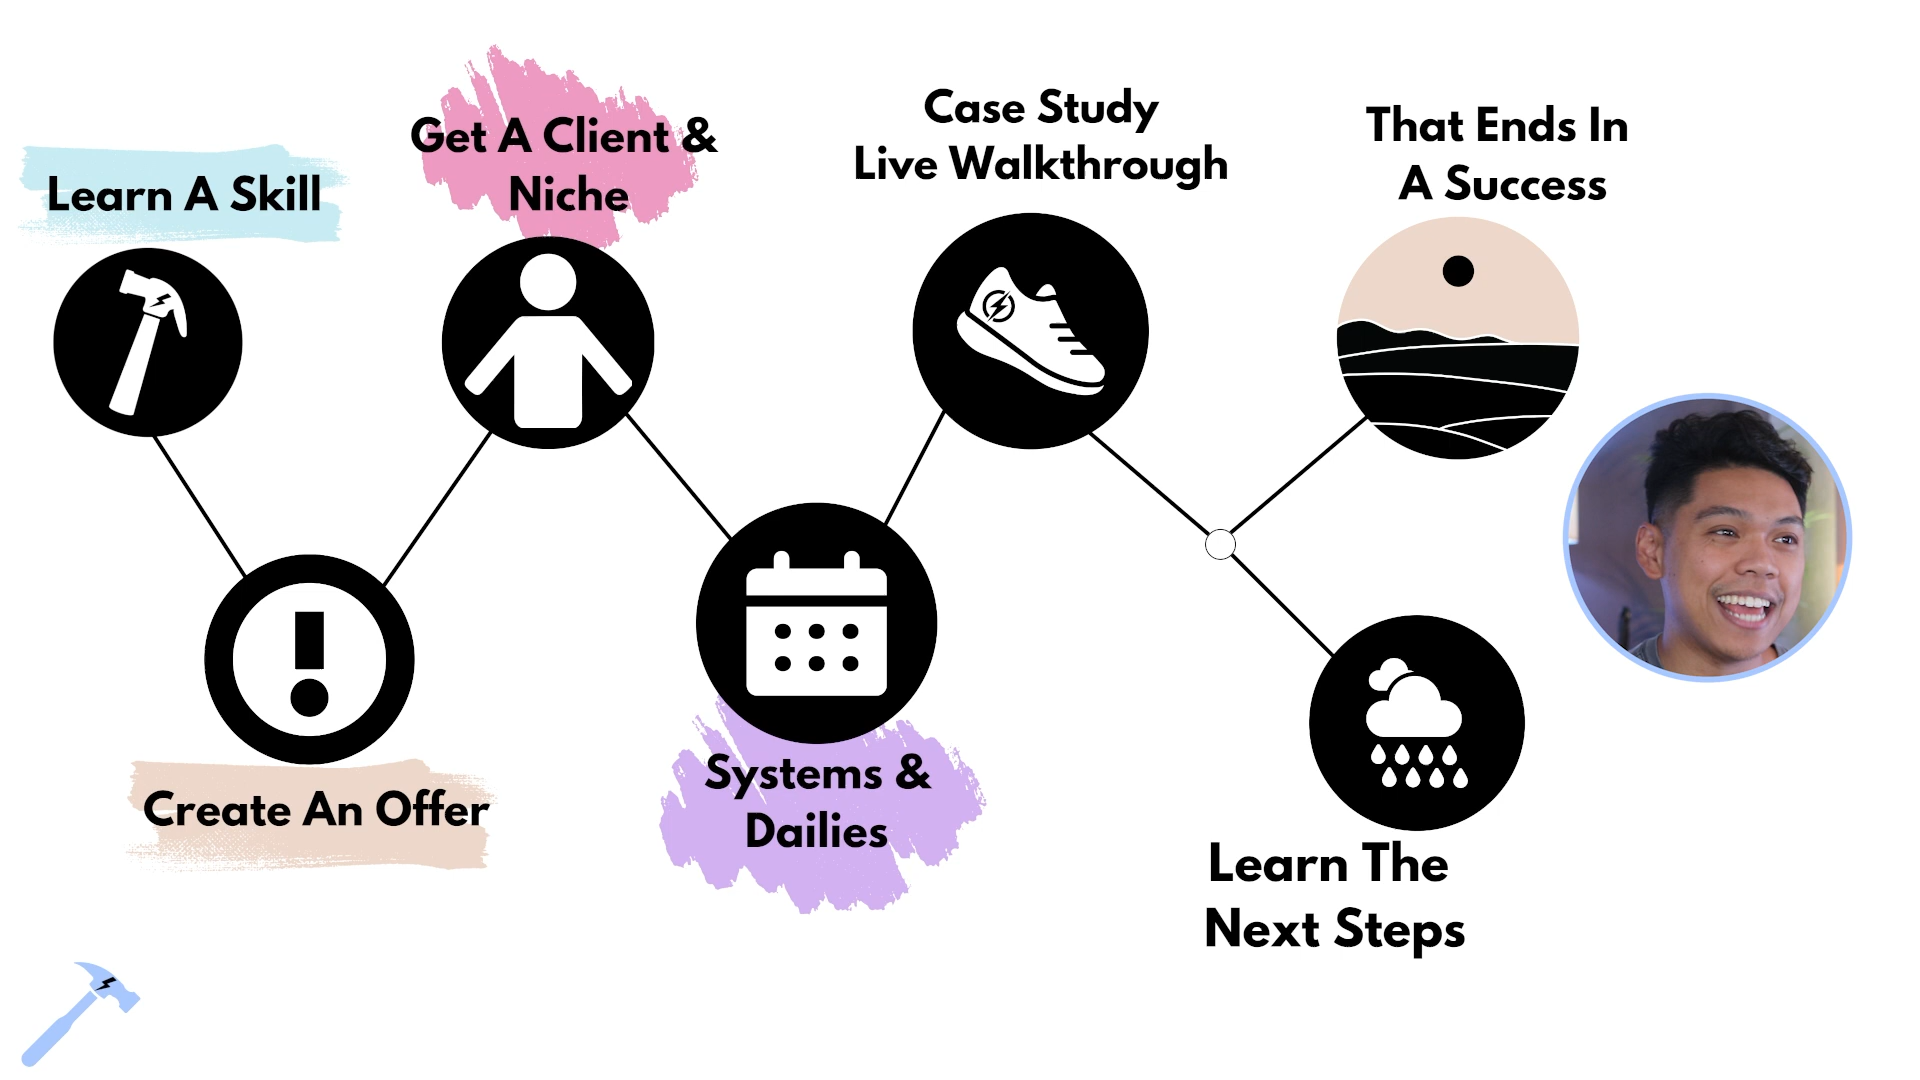 Learn A Skill
Create An Offer
Get A Client &
Niche
Systems &
Dailies
Case Study
Live Walkthrough
That Ends In
A Success
Learn The
Next Steps